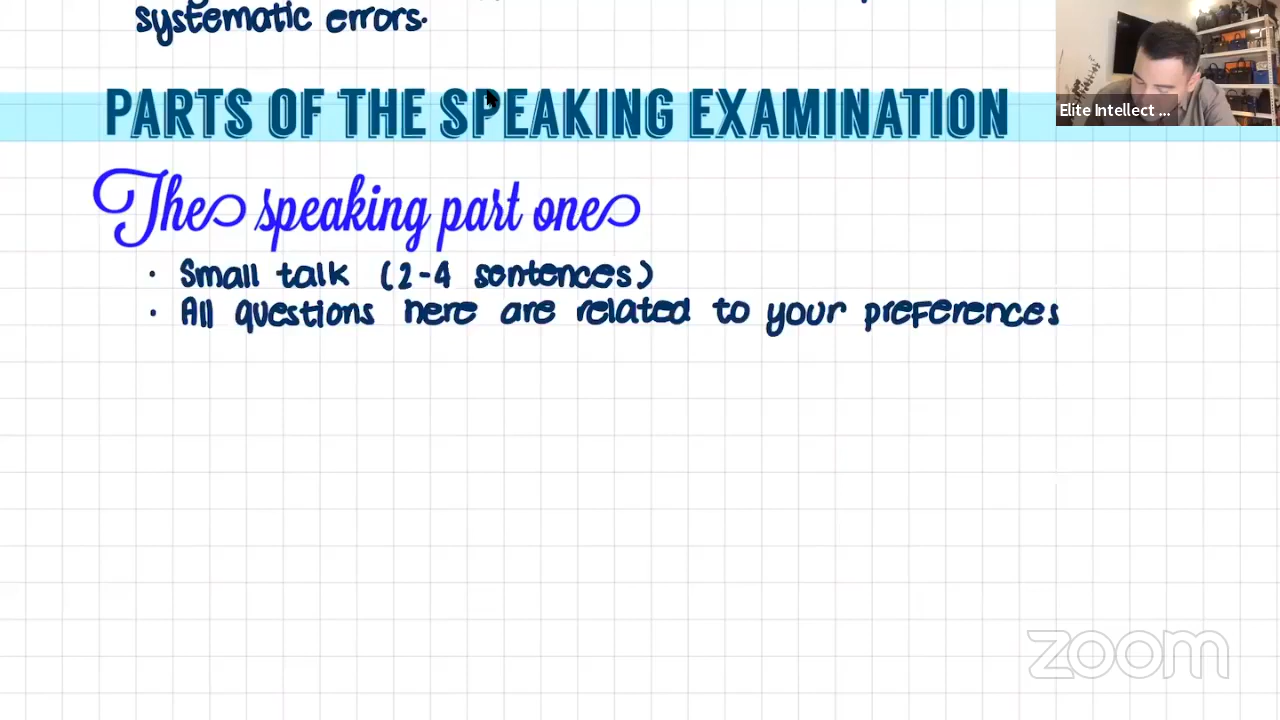 systematic errors.
PARTS OF THE SPEAKING EXAMINATION
Elite Intellect ...
The speaking part one
· Small talk (2-4 sentences)
· All questions here are related to your preferences
zoom